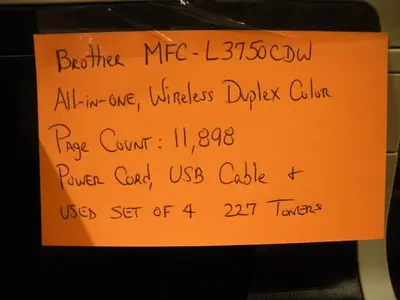 Brother MFC-L3750CDW
All-in-one, Wireless Duplex Color
Page Count: 11,898
Power Cord, USB Cable +
used set of 4 227 Toners